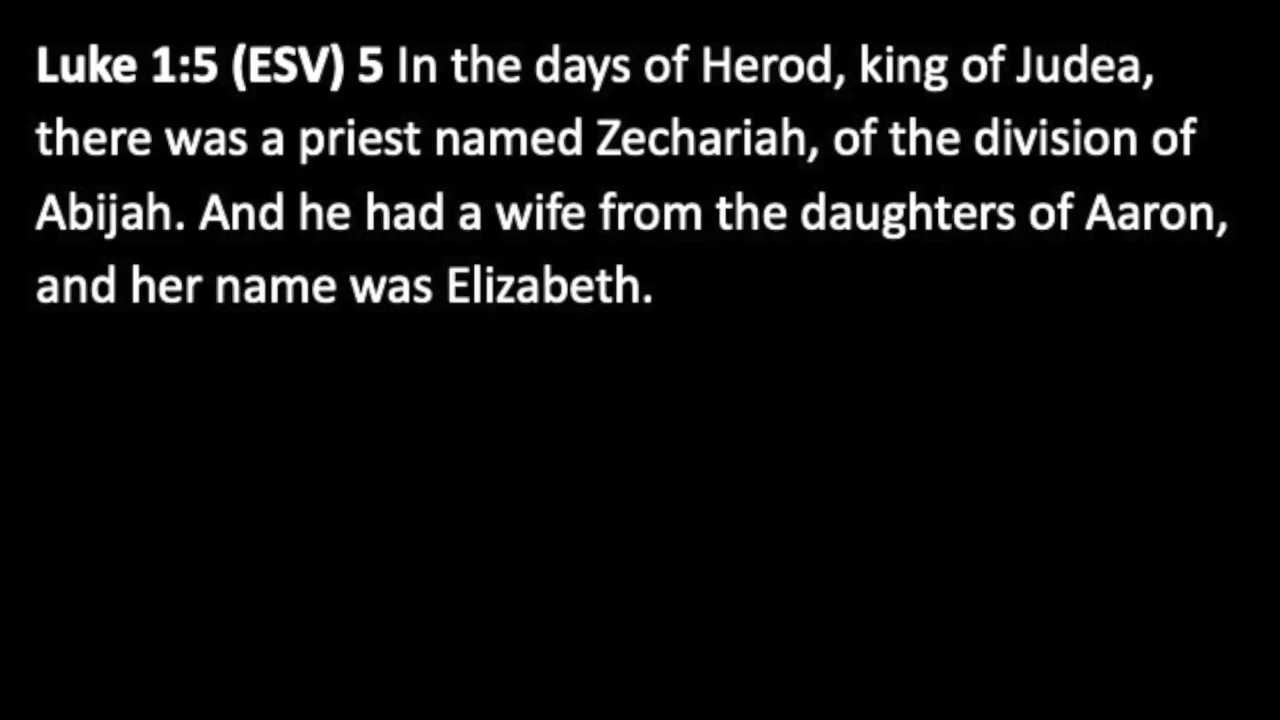 Luke 1:5 (ESV) 5 In the days of Herod, king of Judea,
there was a priest named Zechariah, of the division of
Abijah. And he had a wife from the daughters of Aaron,
and her name was Elizabeth.